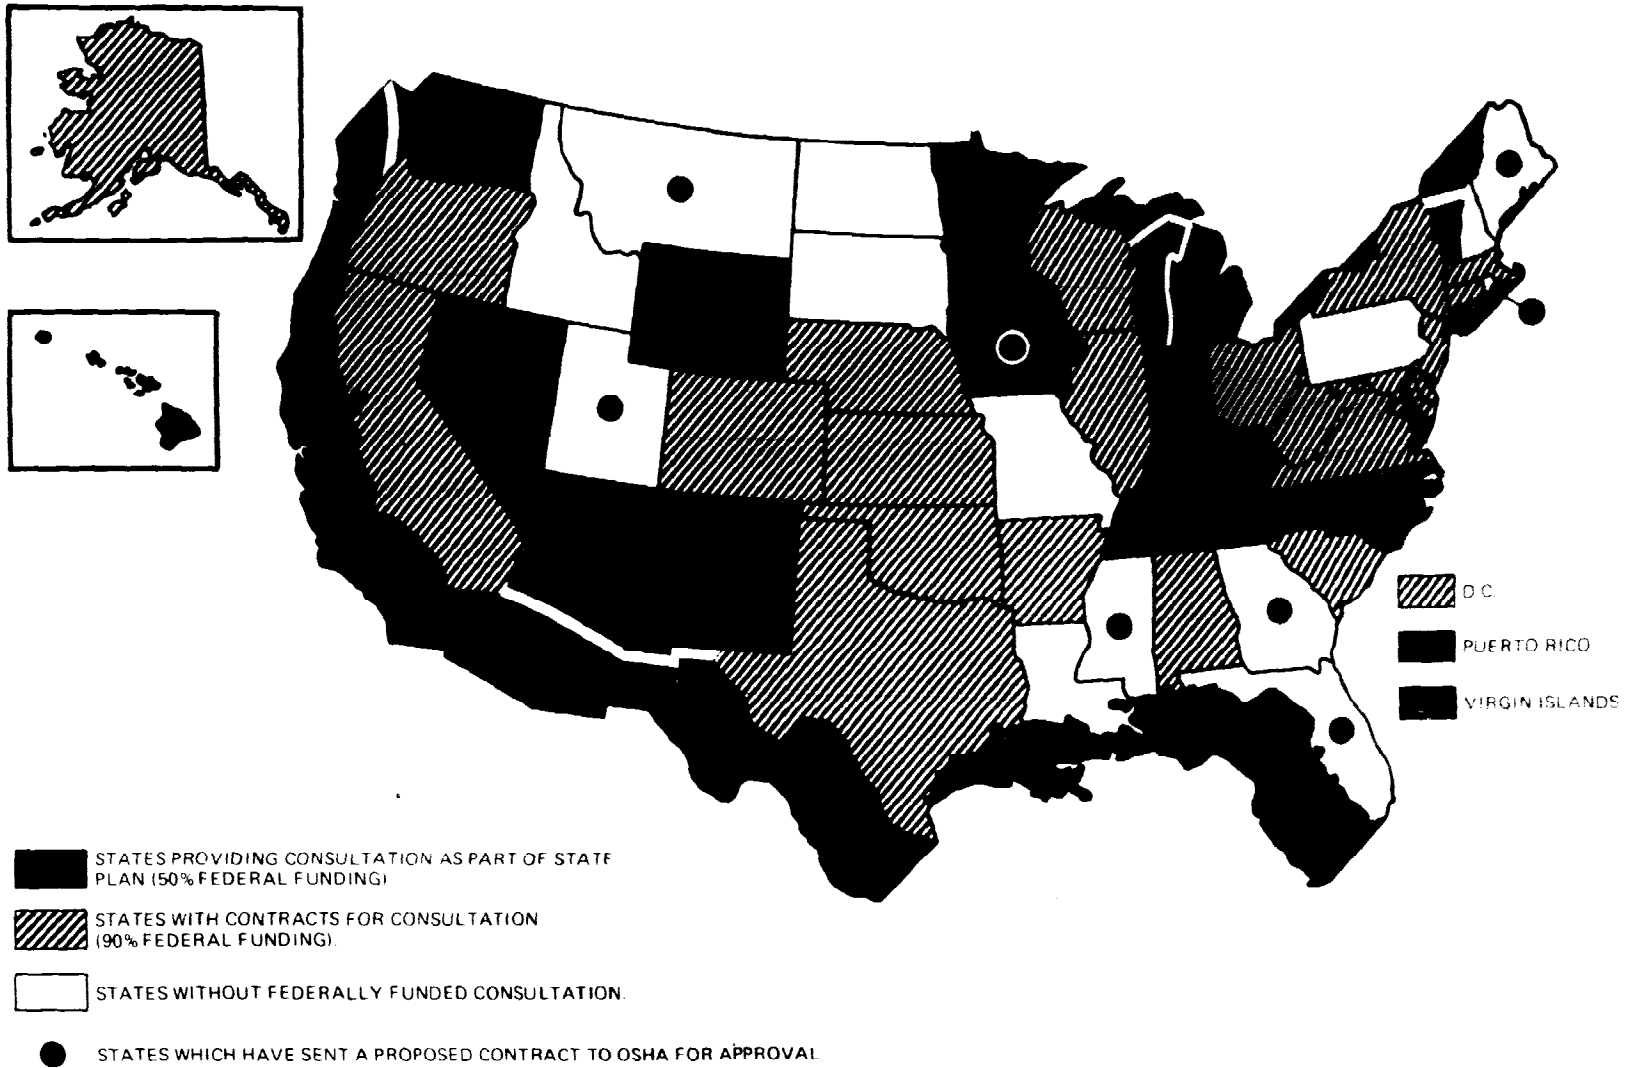 D.C.
PUERTO RICO
VIRGIN ISLANDS
STATES PROVIDING CONSULTATION AS PART OF STATE
PLAN (50% FEDERAL FUNDING)
STATES WITH CONTRACTS FOR CONSULTATION
(90% FEDERAL FUNDING).
STATES WITHOUT FEDERALLY FUNDED CONSULTATION.
STATES WHICH HAVE SENT A PROPOSED CONTRACT TO OSHA FOR APPROVAL